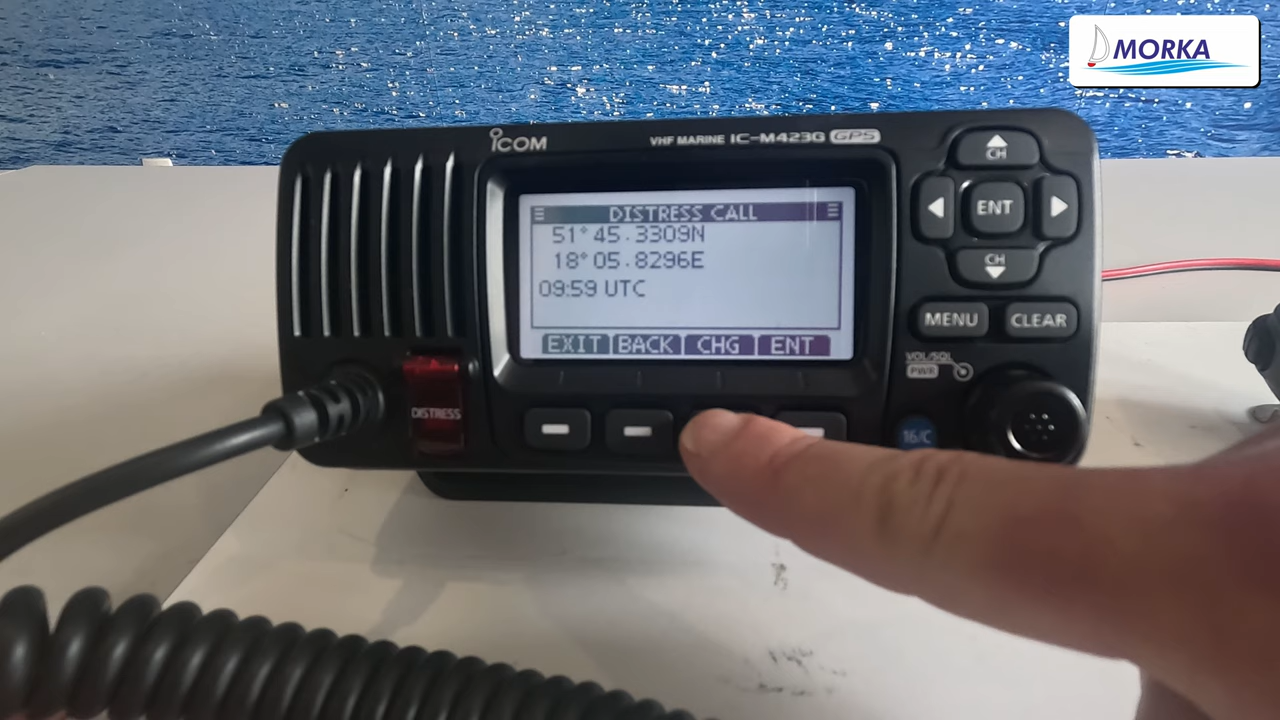 MORKA
ICOM
VHF MARINE IC-M423G GPS
DISTRESS CALL
51°45.3309N
18°05.8296E
09:59 UTC
EXIT BACK CHG ENT
CH
ENT
CH
MENU CLEAR
VOL/SQL
PWR
DISTRESS
16/C